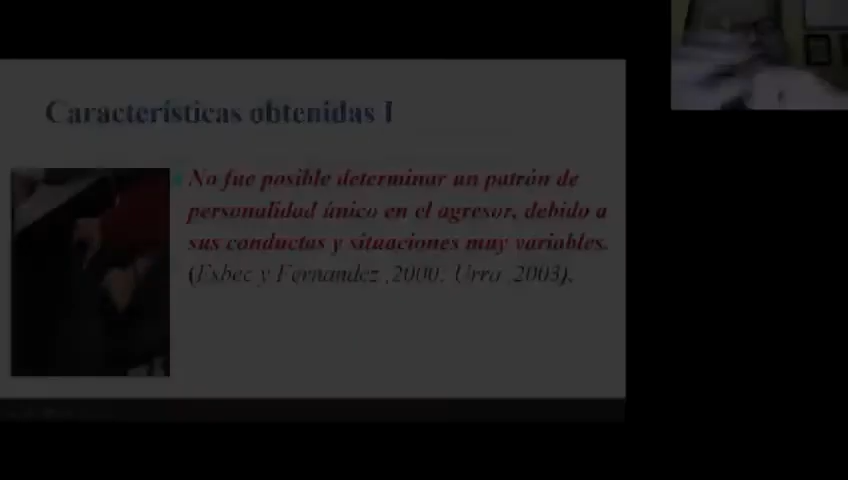 Características obtenidas I
No fue posible determinar un patrón de
personalidad único en el agresor, debido a
sus conductas y situaciones muy variables.
(Esbec y Fernandez ,2000; Urra 2003).